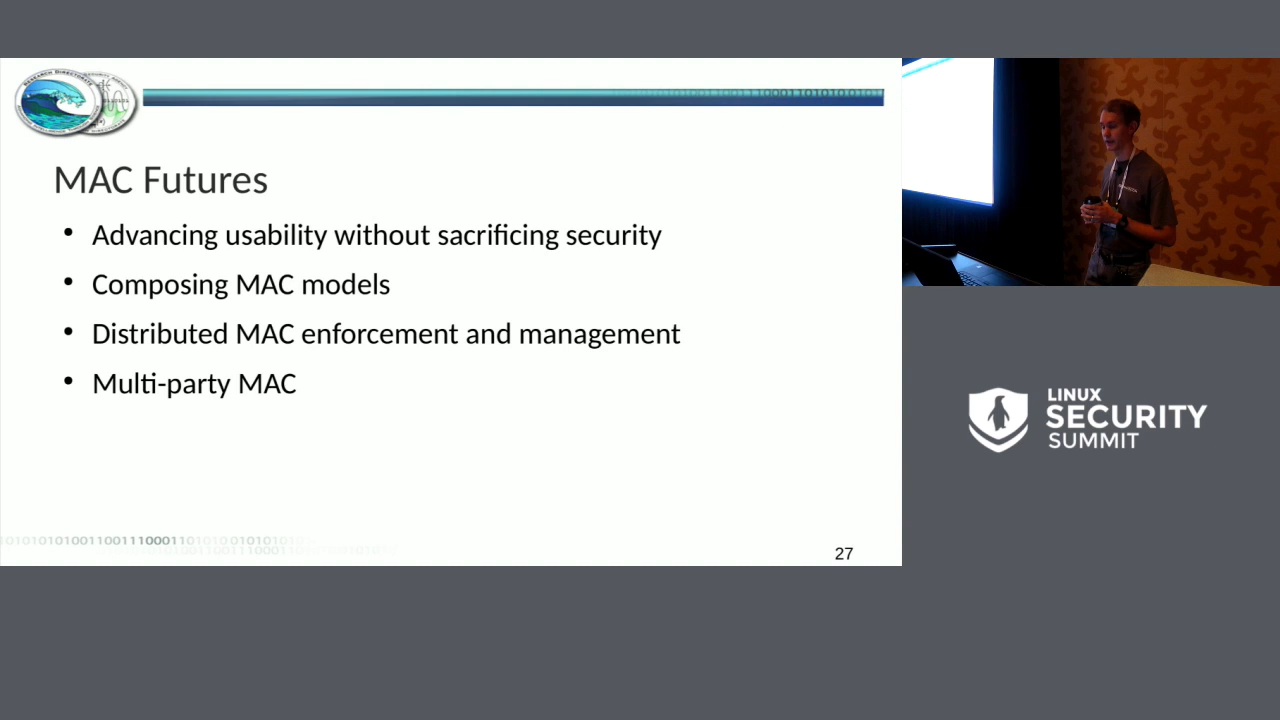 MAC Futures
• Advancing usability without sacrificing security
• Composing MAC models
• Distributed MAC enforcement and management
• Multi-party MAC
27
LINUX
SECURITY
SUMMIT